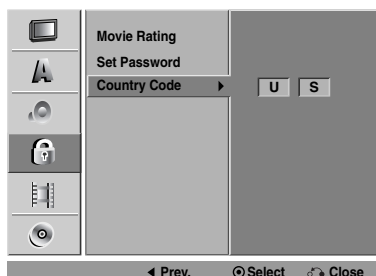 Movie Rating
Set Password
Country Code
U S
Prev. Select Close